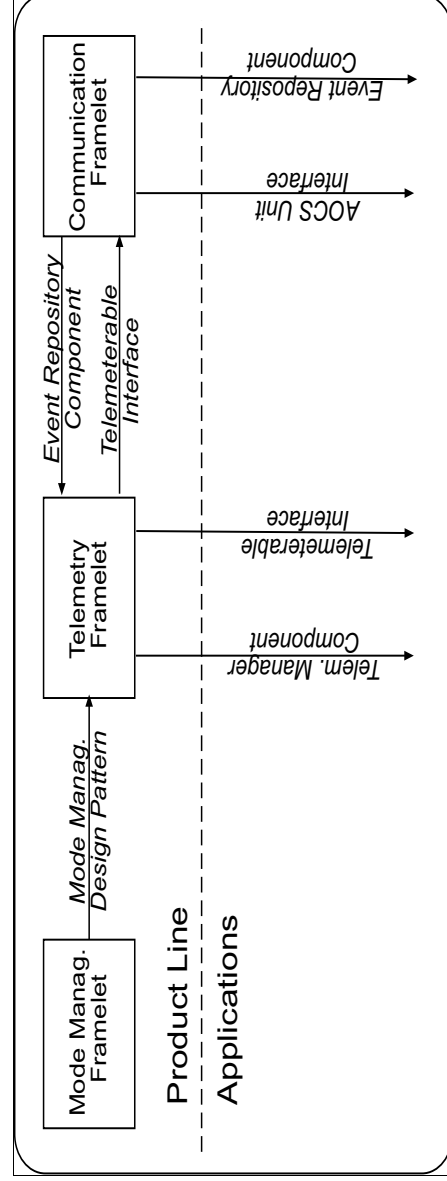 Mode Manag.
Framelet
Mode Manag.
Design Pattern
Telemetry
Framelet
Event Repository
Component
Telemeterable
Interface
Communication
Framelet
Product Line
Applications
Telem. Manager
Component
Telemeterable
Interface
AOCS Unit
Interface
Event Repository
Component